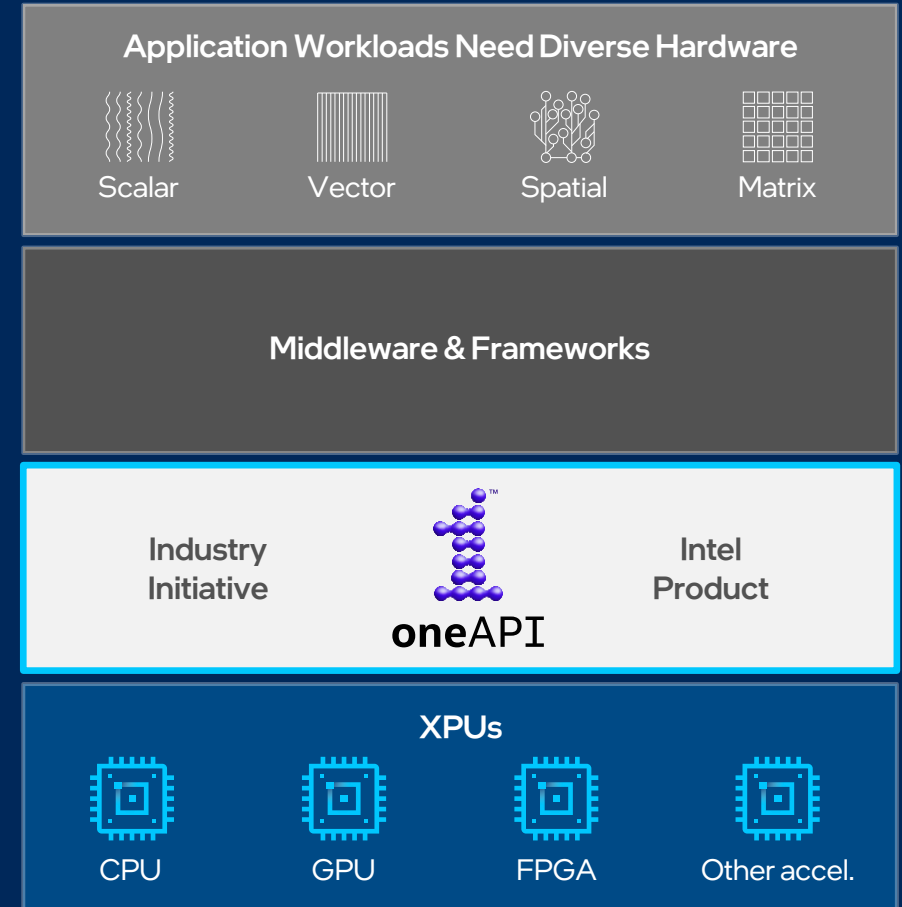 Application Workloads Need Diverse Hardware
Scalar
Vector
Spatial
Matrix
Middleware & Frameworks
Industry
Initiative
™
oneAPI
Intel
Product
XPUs
CPU
GPU
FPGA
Other accel.